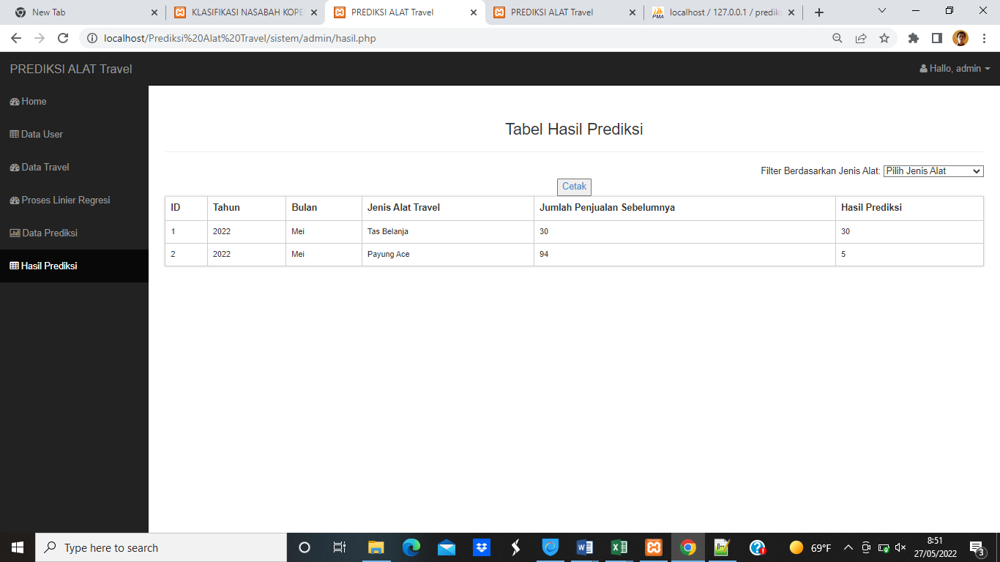 New Tab
KLASIFIKASI NASABAH KOPE
PREDIKSI ALAT Travel
PREDIKSI ALAT Travel
PMA
localhost / 127.0.0.1 / prediks
localhost/Prediksi%20Alat%20Travel/sistem/admin/hasil.php
PREDIKSI ALAT Travel
Hallo, admin
Home
Data User
Data Travel
Proses Linier Regresi
Data Prediksi
Hasil Prediksi
Tabel Hasil Prediksi
Filter Berdasarkan Jenis Alat: Pilih Jenis Alat
Cetak
ID Tahun Bulan Jenis Alat Travel Jumlah Penjualan Sebelumnya Hasil Prediksi
1 2022 Mei Tas Belanja 30 30
2 2022 Mei Payung Ace 94 5
Type here to search
69°F
8:51
27/05/2022
3